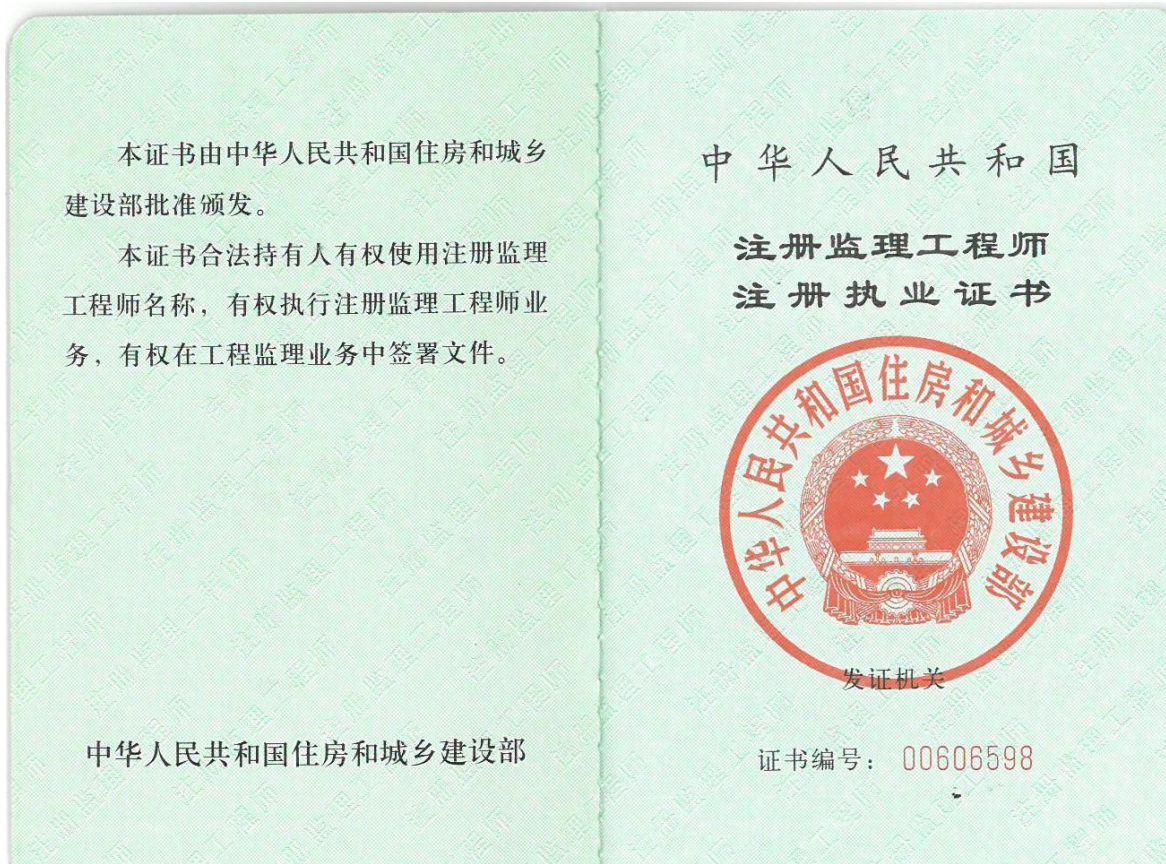 本证书由中华人民共和国住房和城乡
建设部批准颁发。
本证书合法持有人有权使用注册监理
工程师名称，有权执行注册监理工程师业
务，有权在工程监理业务中签署文件。
中华人民共和国住房和城乡建设部
中华人民共和国
注册监理工程师
注册执业证书
中华人民共和国住房和城乡建设部
发证机关
证书编号： 00606598